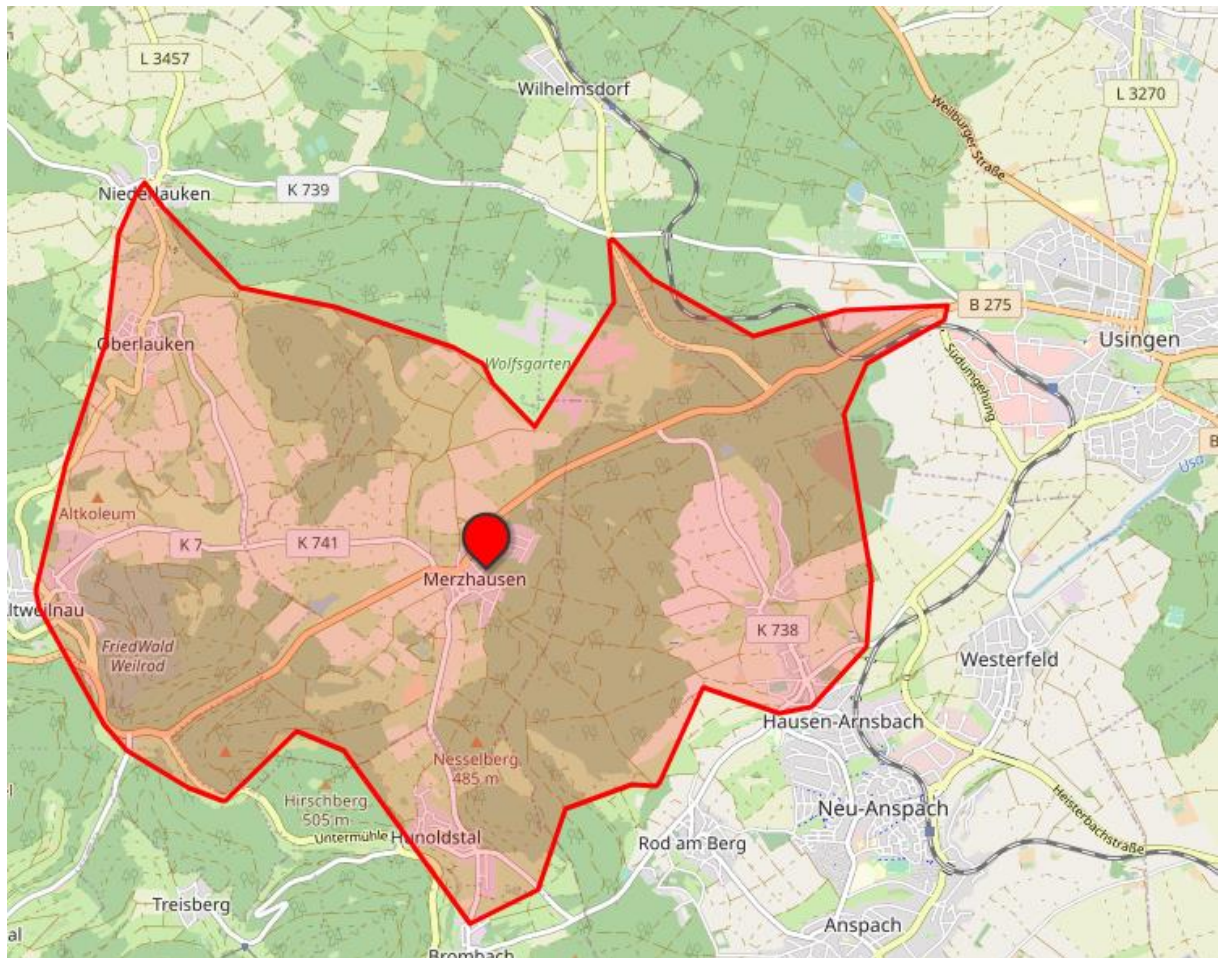 L 3457
Wilhelmsdorf
L 3270
Weilburger Straße
Niederlauken
K 739
B 275
Usingen
Oberlauken
Wolfsgarten
Südumgehung
B
Usa
Altkoleum
K 7
K 741
Merzhausen
ltweilnau
FriedWald
Weilrod
K 738
Westerfeld
Hausen-Arnsbach
Nesselberg
485 m
Hirschberg
505 m
Untermühle
Hunoldstal
Neu-Anspach
Heisterbachstraße
Rod am Berg
Treisberg
Anspach
al
Brombach